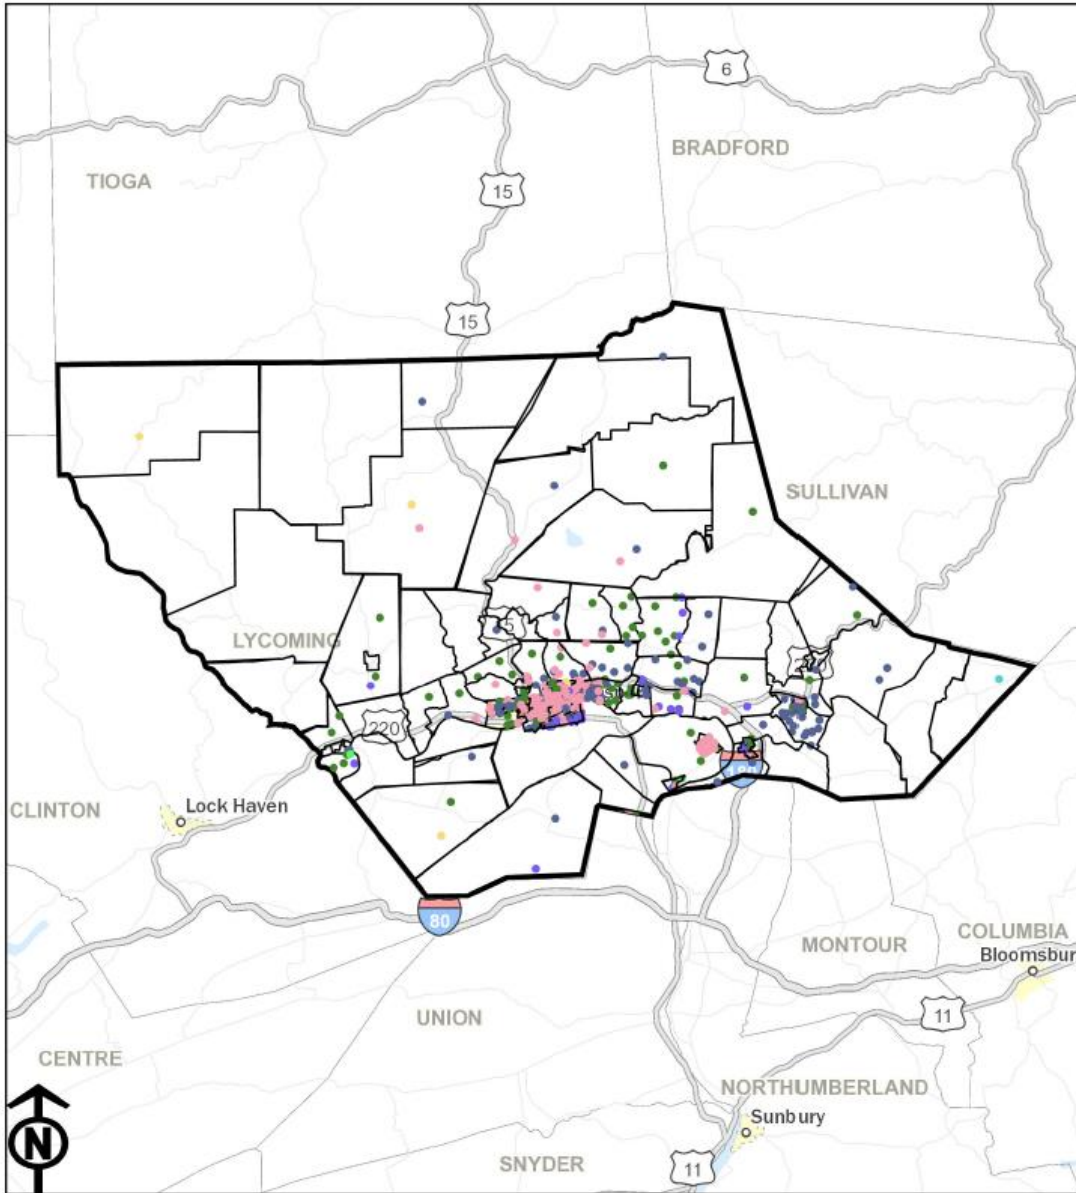 6
BRADFORD
TIOGA
15
15
SULLIVAN
LYCOMING
220
Lock Haven
CLINTON
80
COLUMBIA
MONTOUR
Bloomsbur
11
UNION
CENTRE
NORTHUMBERLAND
Sunbury
N
SNYDER
11